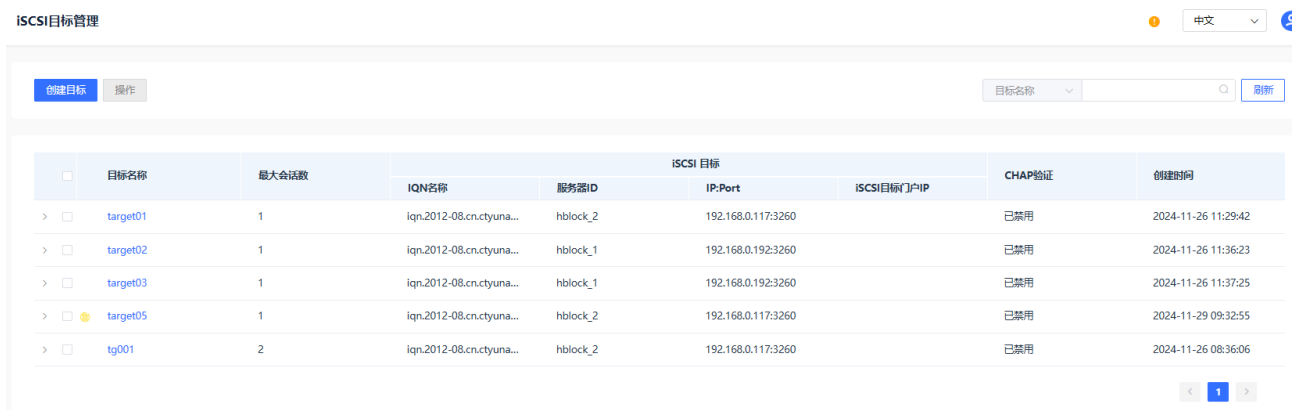 iSCSI目标管理
中文
创建目标 操作 目标名称 刷新
iSCSI 目标
目标名称 最大会话数 CHAP验证 创建时间
IQN名称 服务器ID IP:Port iSCSI目标门户IP
target01 1 iqn.2012-08.cn.ctyuna... hblock_2 192.168.0.117:3260 已禁用 2024-11-26 11:29:42
target02 1 iqn.2012-08.cn.ctyuna... hblock_1 192.168.0.192:3260 已禁用 2024-11-26 11:36:23
target03 1 iqn.2012-08.cn.ctyuna... hblock_1 192.168.0.192:3260 已禁用 2024-11-26 11:37:25
target05 1 iqn.2012-08.cn.ctyuna... hblock_2 192.168.0.117:3260 已禁用 2024-11-29 09:32:55
tg001 2 iqn.2012-08.cn.ctyuna... hblock_2 192.168.0.117:3260 已禁用 2024-11-26 08:36:06
1